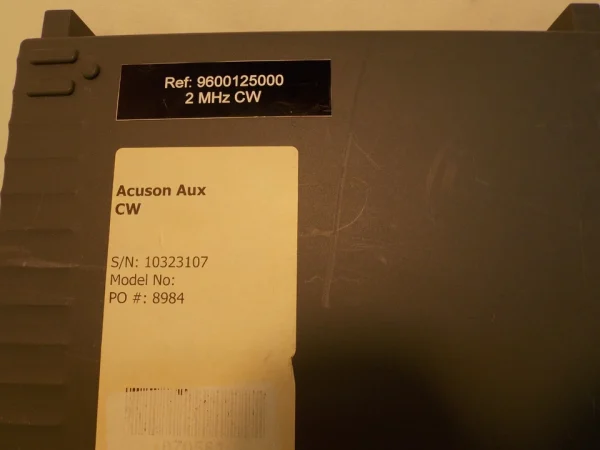 Ref: 9600125000
2 MHz CW
Acuson Aux
CW
S/N: 10323107
Model No:
PO #: 8984